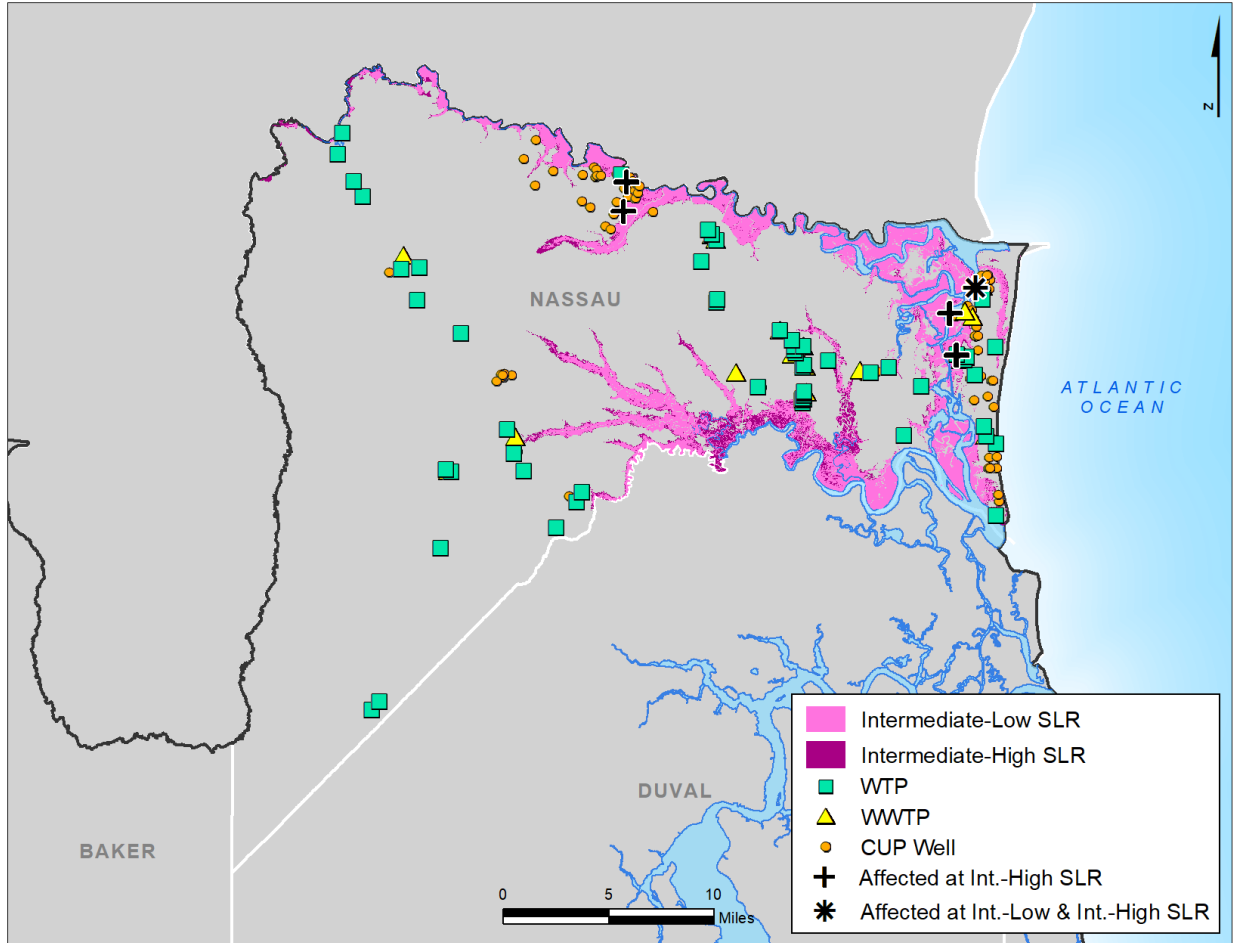 N
NASSAU
ATLANTIC
OCEAN
DUVAL
BAKER
Intermediate-Low SLR
Intermediate-High SLR
WTP
WWTP
CUP Well
Affected at Int.-High SLR
Affected at Int.-Low & Int.-High SLR
0 5 10
Miles